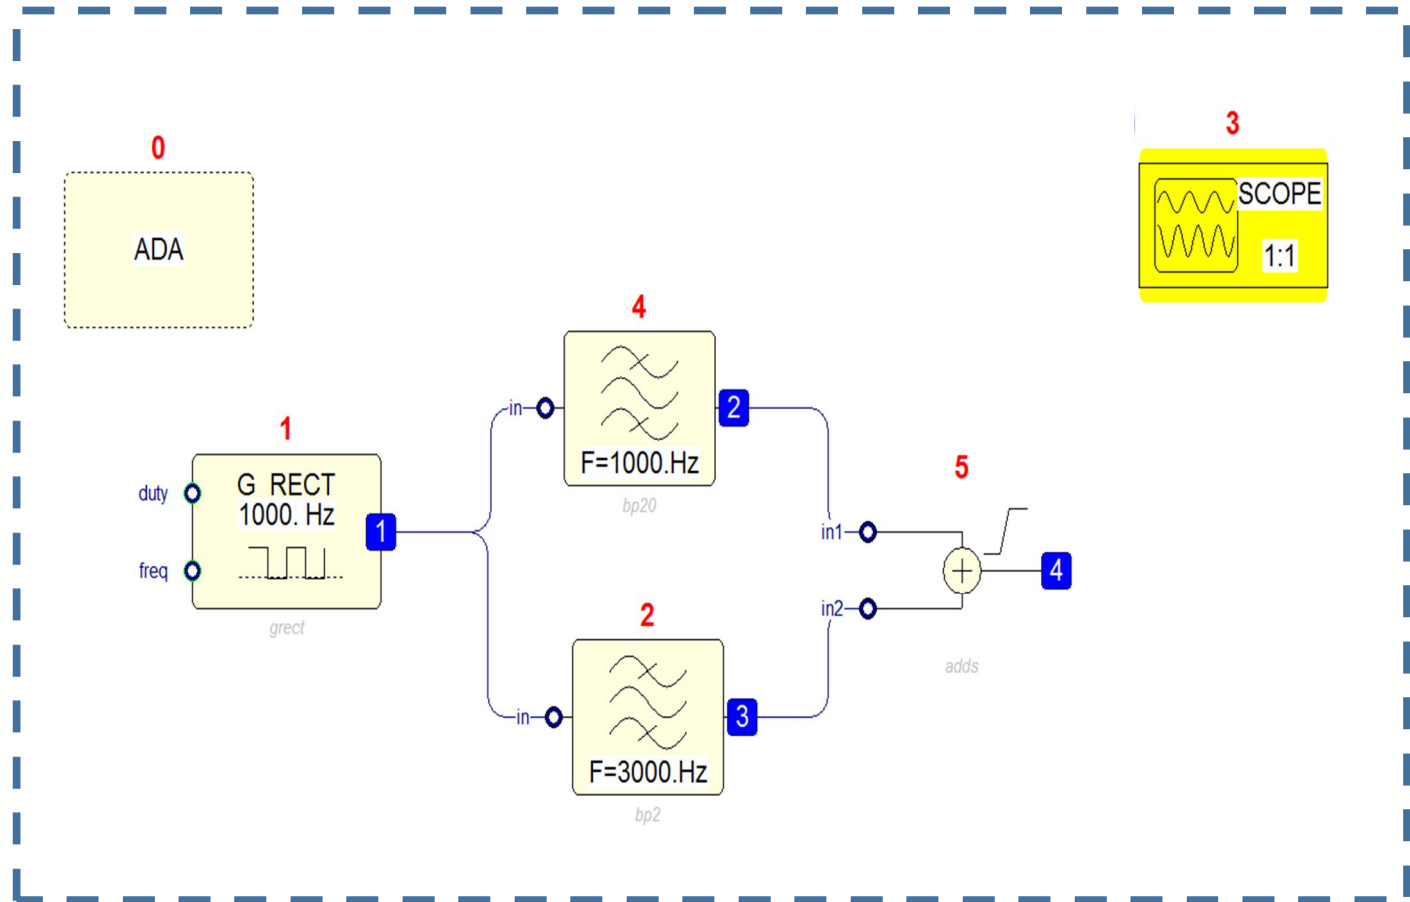 0
ADA
3
SCOPE
1:1
4
in
F=1000.Hz
2
bp20
1
duty
freq
G RECT
1000. Hz
1
grect
5
in1
in2
4
adds
2
in
F=3000.Hz
3
bp2